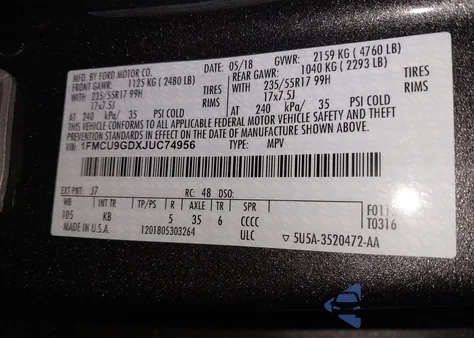 MFD. BY FORD MOTOR CO. DATE: 05/18 GVWR: 2159 KG ( 4760 LB)
FRONT GAWR: 1125 KG ( 2480 LB) REAR GAWR: 1040 KG ( 2293 LB)
WITH 235/55R17 99H TIRES WITH 235/55R17 99H TIRES
17x7.5J RIMS 17x7.5J RIMS
AT 240 kPa/ 35 PSI COLD AT 240 kPa/ 35 PSI COLD
THIS VEHICLE CONFORMS TO ALL APPLICABLE FEDERAL MOTOR VEHICLE SAFETY AND THEFT
PREVENTION STANDARDS IN EFFECT ON THE DATE OF MANUFACTURE SHOWN ABOVE.
VIN: 1FMCU9GDXJUC74956 TYPE: MPV
EXT PNT: J7 RC: 48 DSO:
WB INT TR TP/PS R AXLE TR SPR
105 KB 5 35 6 CCCC
MADE IN U.S.A. 1201805303264 ULC T0316
▽ 5U5A-3520472-AA